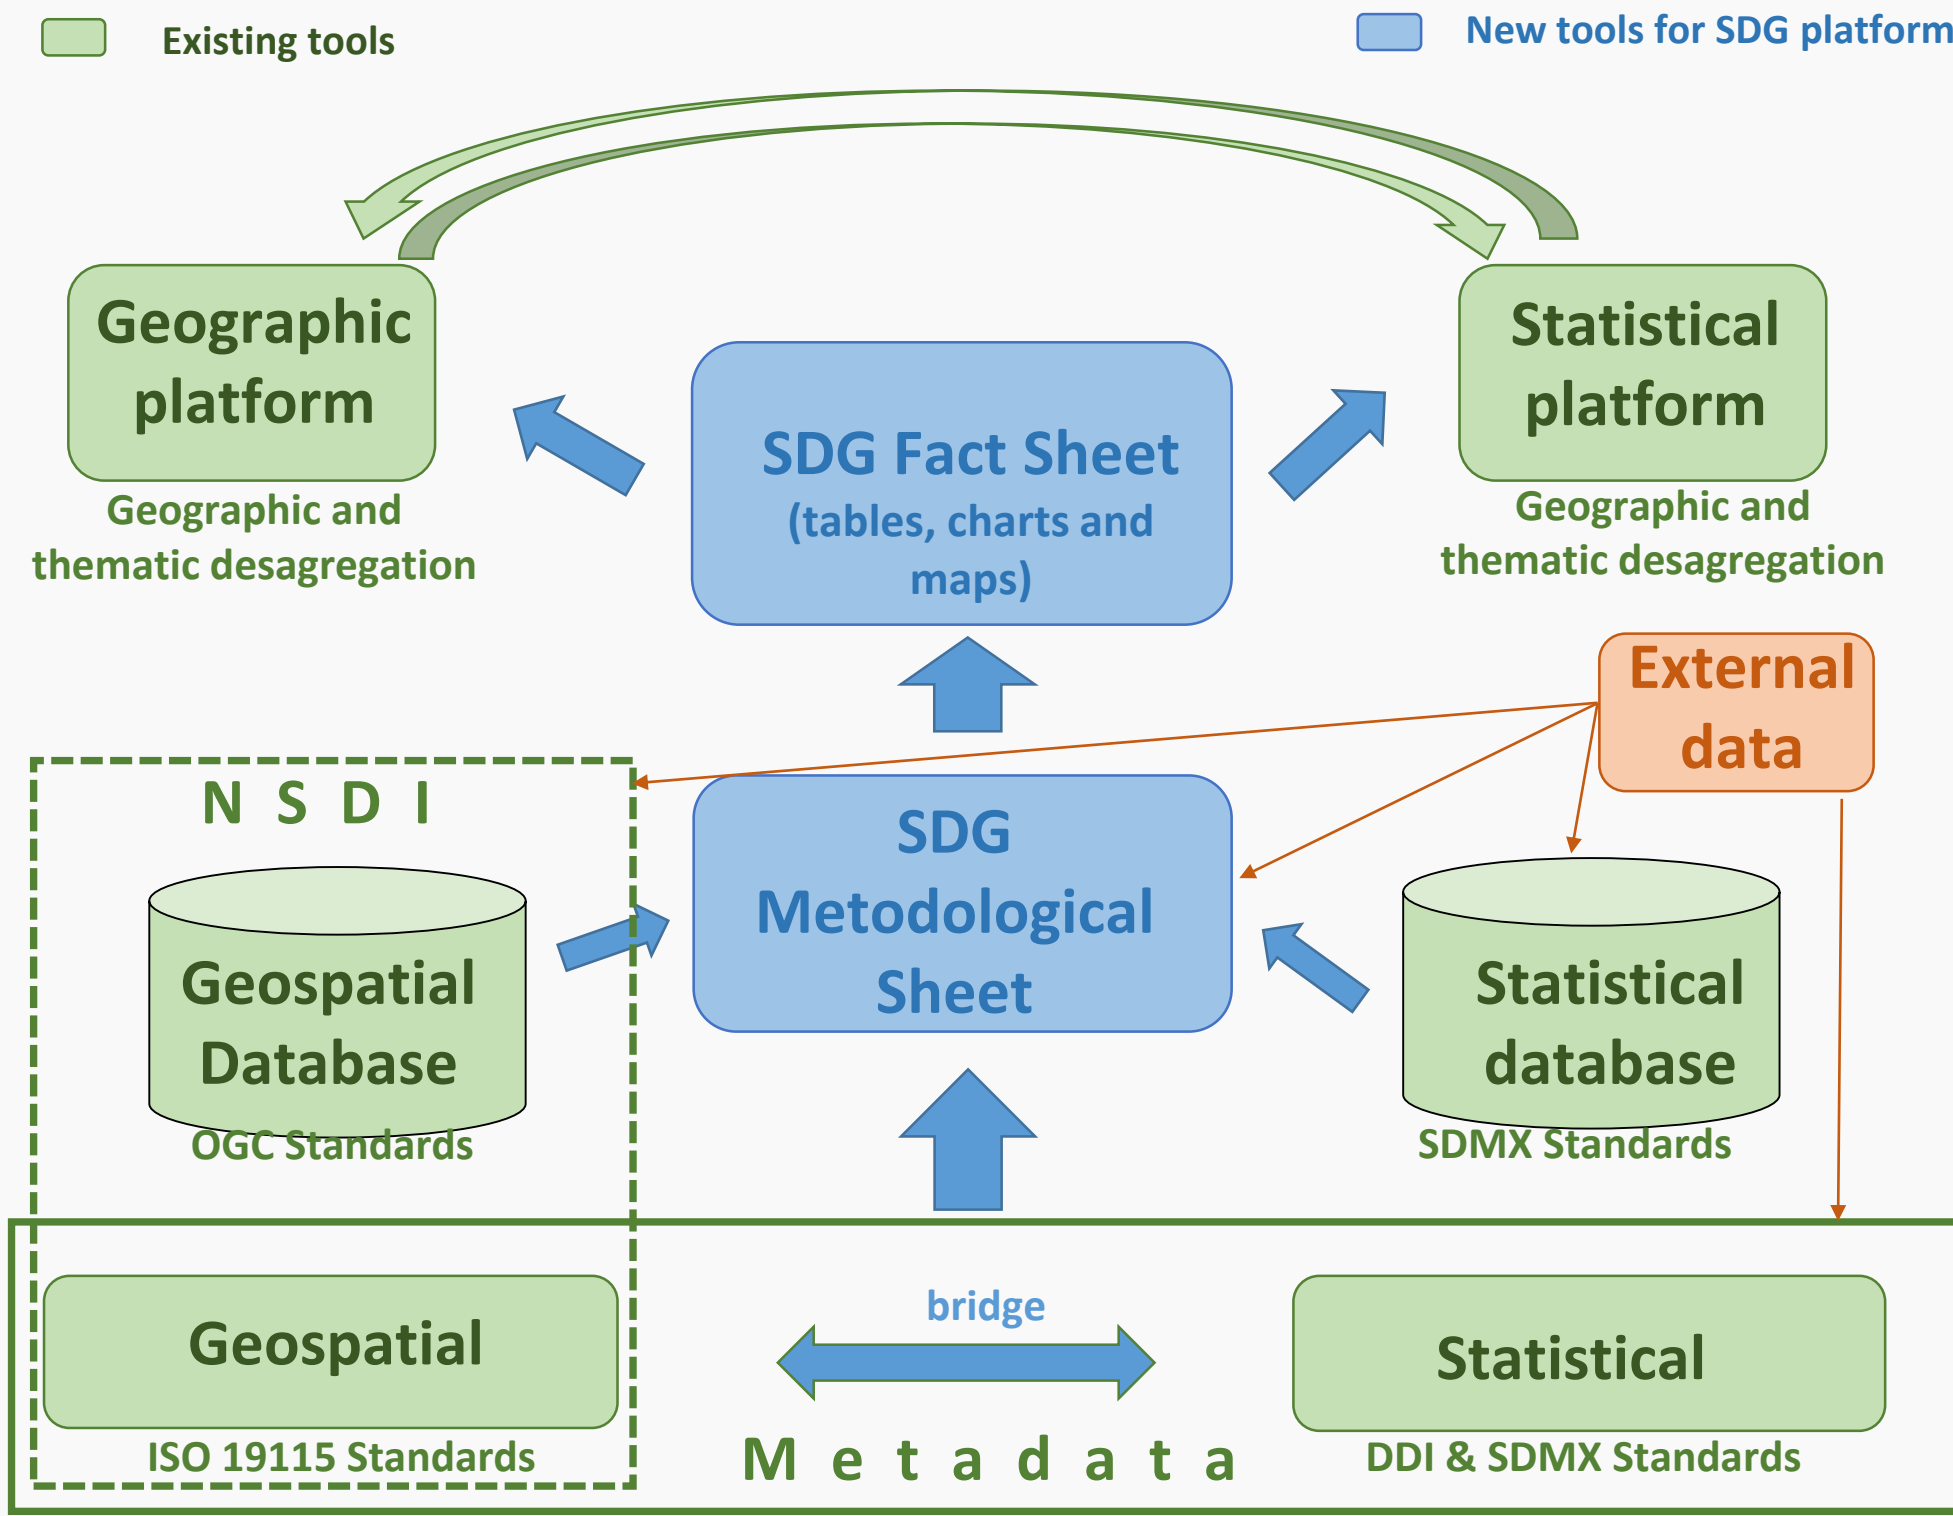 Existing tools
New tools for SDG platform
Geographic
platform
Geographic and
thematic desagregation
Statistical
platform
Geographic and
thematic desagregation
SDG Fact Sheet
(tables, charts and
maps)
External
data
N S D I
Geospatial
Database
OGC Standards
SDG
Metodological
Sheet
Statistical
database
SDMX Standards
Geospatial
ISO 19115 Standards
bridge
Metadata
Statistical
DDI & SDMX Standards